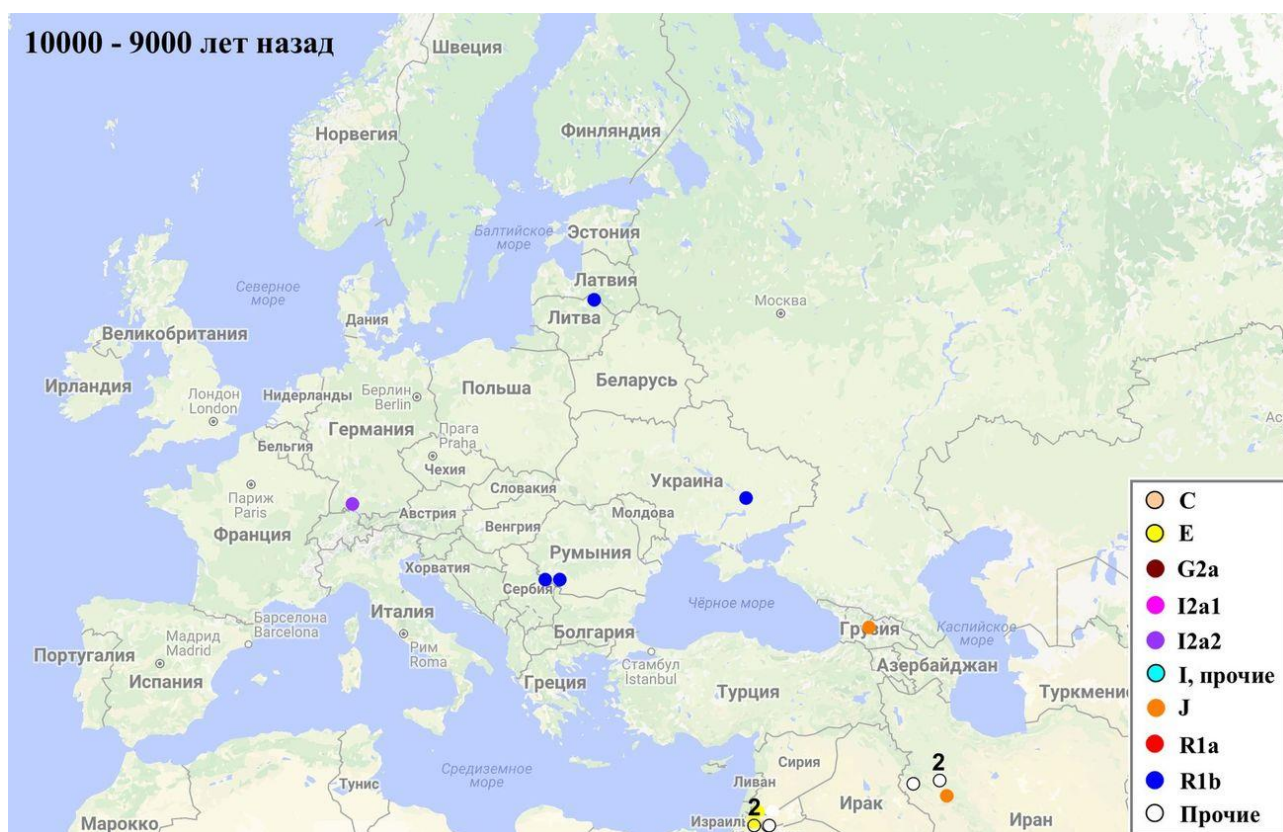 10000 - 9000 лет назад
Швеция
Норвегия
Финляндия
Балтийское
море
Эстония
Северное
море
Латвия
Москва
Дания
Литва
Великобритания
Ирландия
Лондон
London
Нидерланды
Берлин
Berlin
Польша
Беларусь
Германия
Бельгия
Прага
Praha
Чехия
Украина
Париж
Paris
Словакия
Австрия
Молдова
Франция
Венгрия
Румыния
Хорватия
Сербия
Чёрное море
Грузия
Каспийское
море
Италия
Барселона
Barcelona
Болгария
Мадрид
Madrid
Рим
Roma
Стамбул
İstanbul
Азербайджан
Португалия
Испания
Греция
Турция
Туркмени
Сирия
2
Средиземное
море
Ливан
Тунис
Ирак
Марокко
Израиль
2
Иран
C
E
G2a
I2a1
I2a2
I, прочие
J
R1a
R1b
Прочие